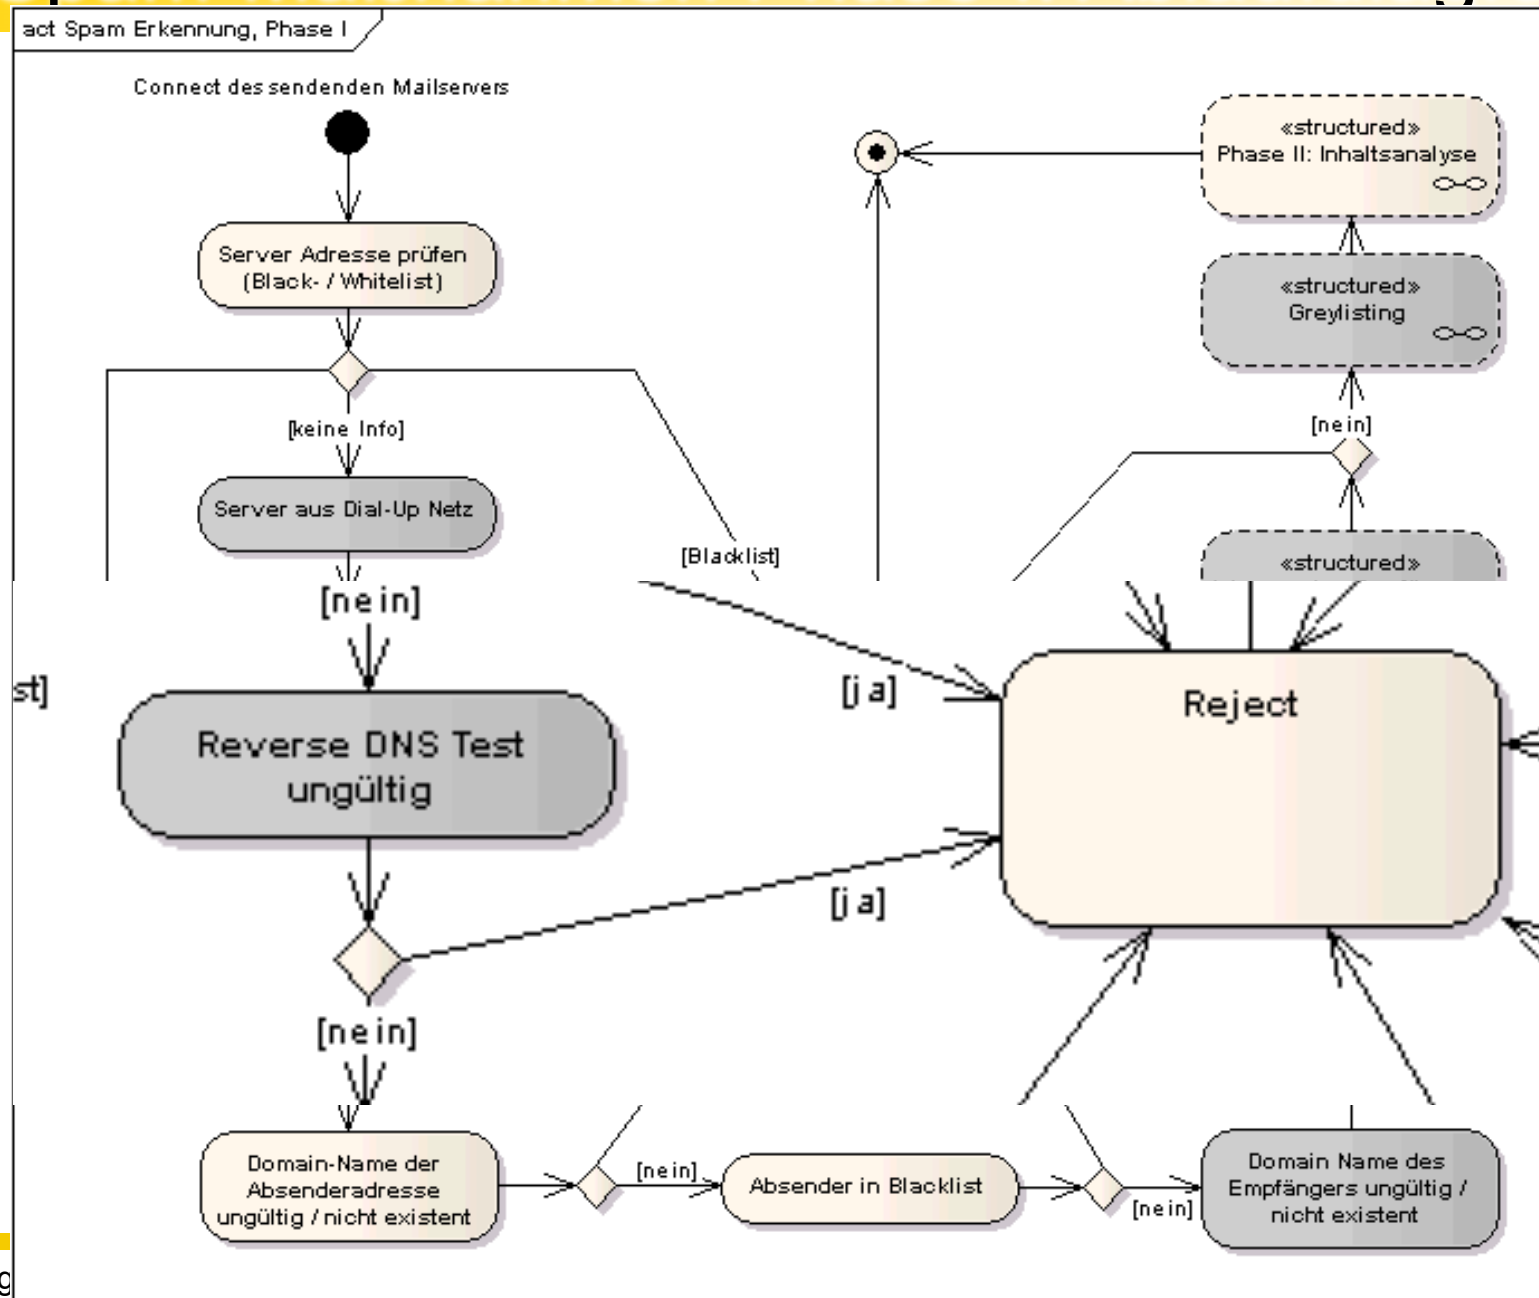 act Spam Erkennung, Phase I
Connect des sendenden Mailservers
«structured»
Phase II: Inhaltsanalyse
Server Adresse prüfen
(Black- / Whitelist)
«structured»
Greylisting
[nein]
[keine Info]
Server aus Dial-Up Netz
[Blacklist]
«structured»
[nein]
st]
[ja]
Reject
Reverse DNS Test
ungültig
[ja]
[nein]
Domain-Name der
Absenderadresse
ungültig / nicht existent
[nein]
Absender in Blacklist
[nein]
Domain Name des
Empfängers ungültig /
nicht existent
g